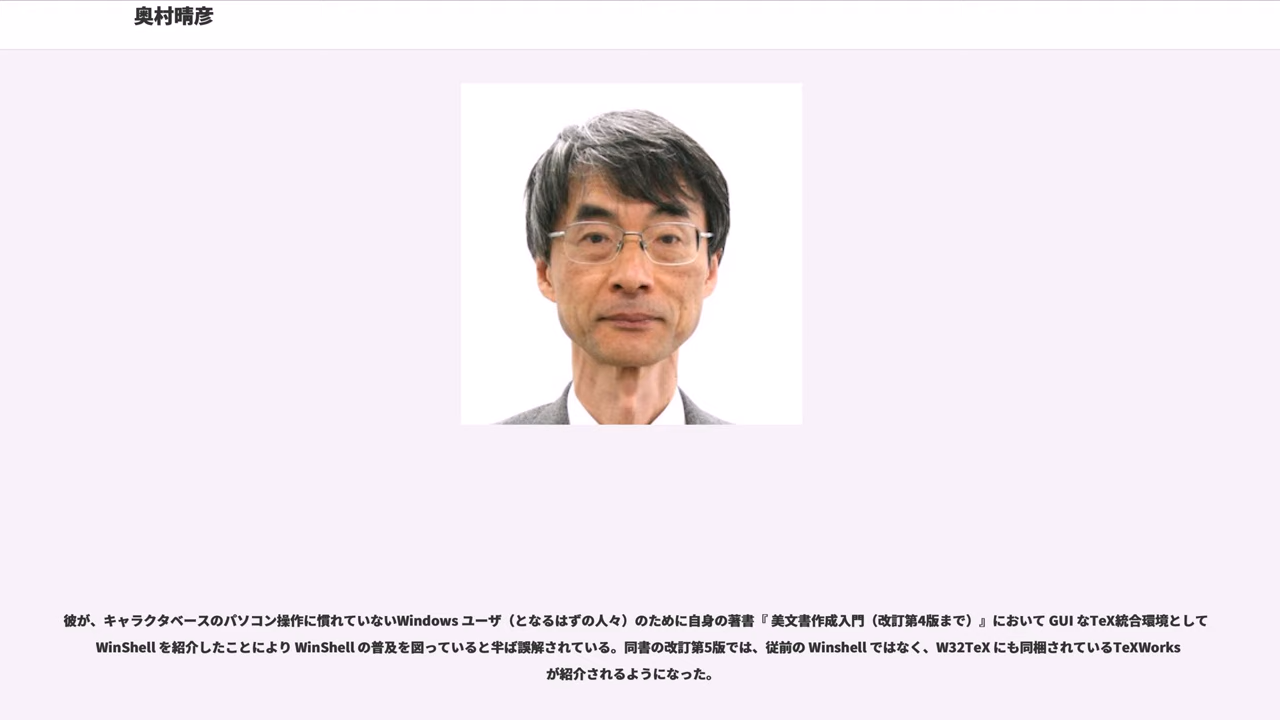 奥村晴彦
彼が、キャラクタベースのパソコン操作に慣れていないWindows ユーザ（となるはずの人々）のために自身の著書『 美文書作成入門（改訂第4版まで）』において GUI なTeX統合環境として
WinShell を紹介したことにより WinShell の普及を図っていると半ば誤解されている。同書の改訂第5版では、従前の Winshell ではなく、W32TeX にも同梱されているTeXWorks
が紹介されるようになった。